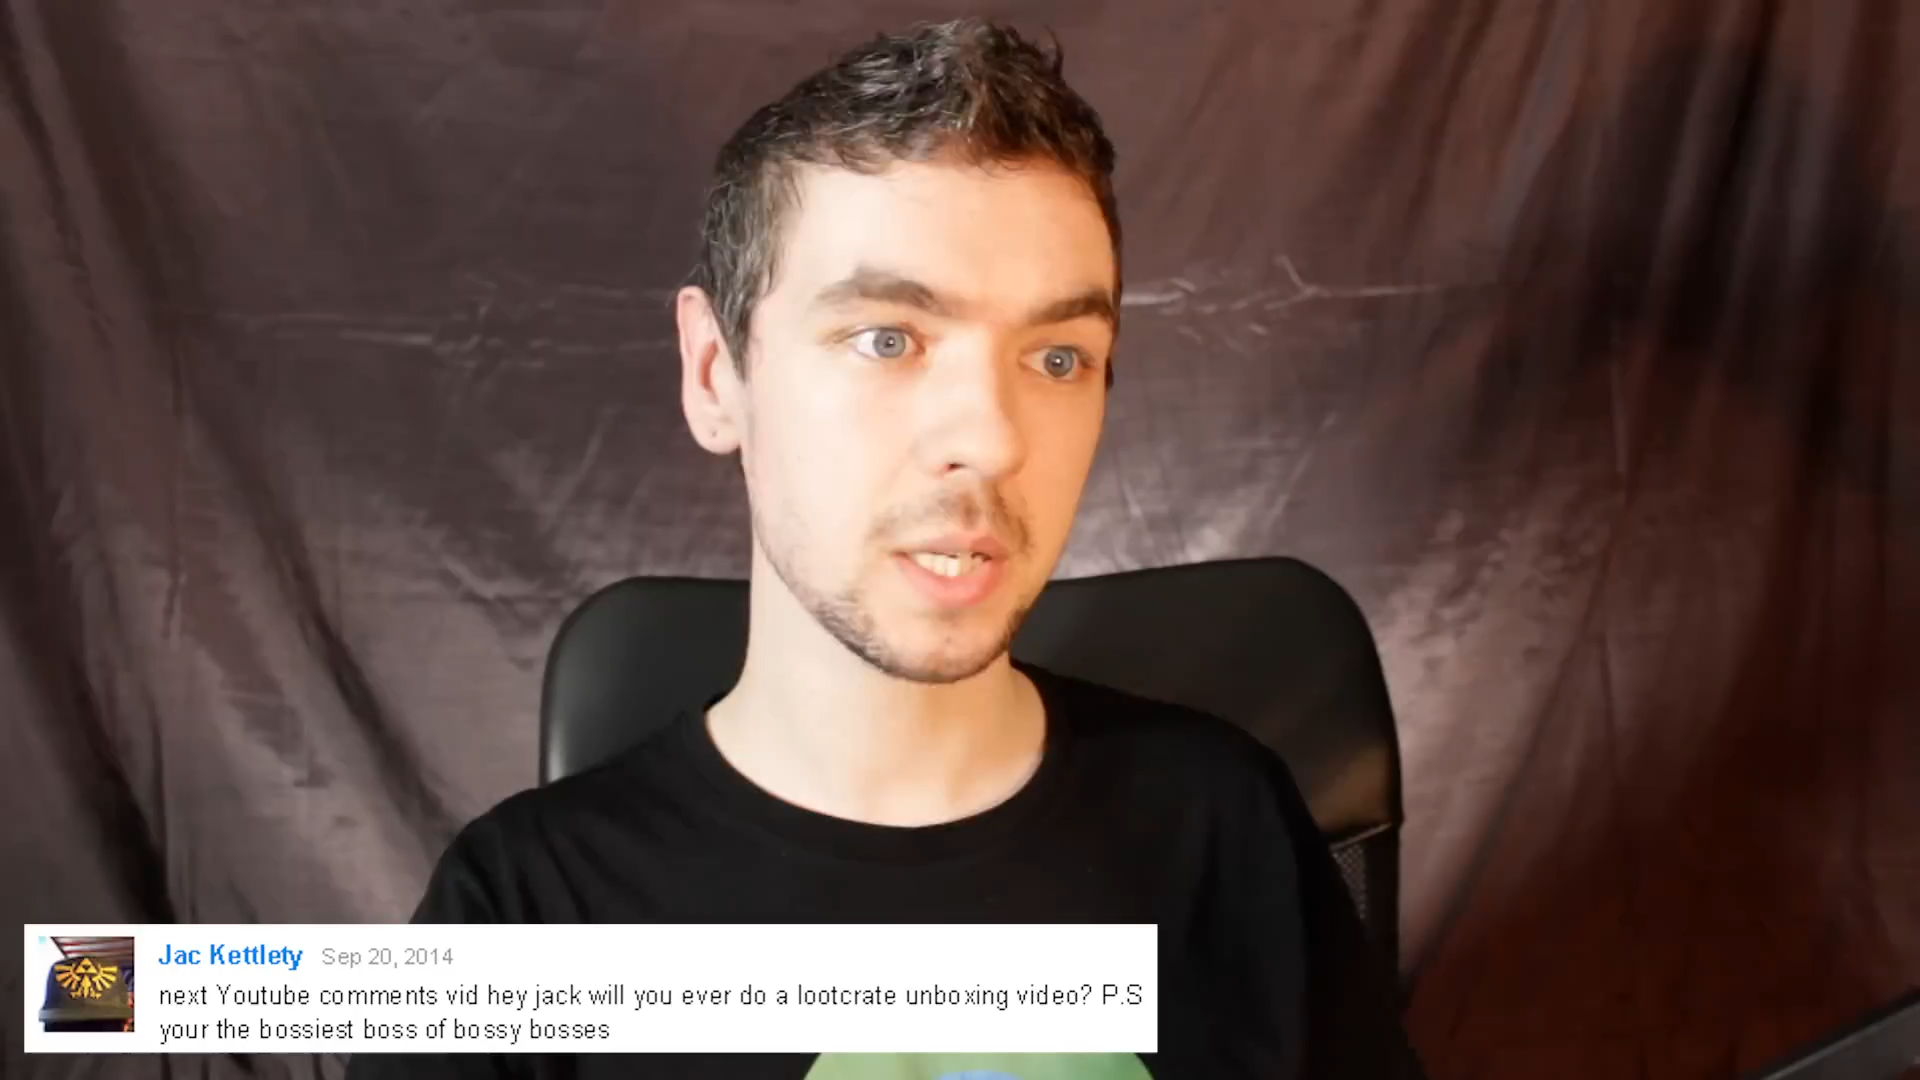 Jac Kettlety Sep 20, 2014
next Youtube comments vid hey jack will you ever do a lootcrate unboxing video? P.S
your the bossiest boss of bossy bosses